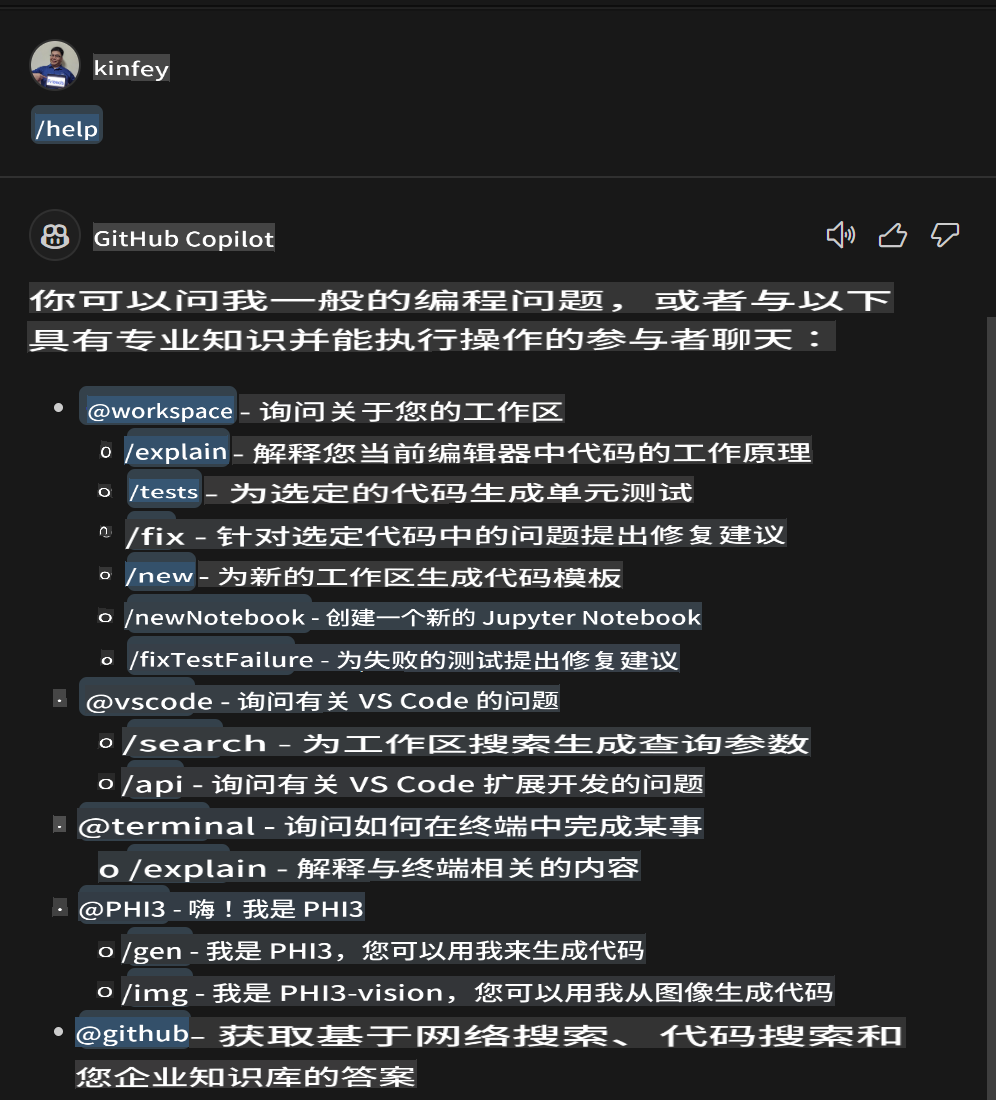 kinfey
/help
GitHub Copilot
你可以问我一般的编程问题，或者与以下
具有专业知识并能执行操作的参与者聊天：
• @workspace - 询问关于您的工作区
o /explain - 解释您当前编辑器中代码的工作原理
o /tests - 为选定的代码生成单元测试
o /fix - 针对选定代码中的问题提出修复建议
o /new - 为新的工作区生成代码模板
o /newNotebook - 创建一个新的 Jupyter Notebook
o /fixTestFailure - 为失败的测试提出修复建议
· @vscode - 询问有关 VS Code 的问题
o /search - 为工作区搜索生成查询参数
o /api - 询问有关 VS Code 扩展开发的问题
· @terminal - 询问如何在终端中完成某事
o /explain - 解释与终端相关的内容
· @PHI3 - 嗨！我是 PHI3
o /gen - 我是 PHI3，您可以用我来生成代码
o /img - 我是 PHI3-vision，您可以用我从图像生成代码
• @github – 获取基于网络搜索、代码搜索和
您企业知识库的答案